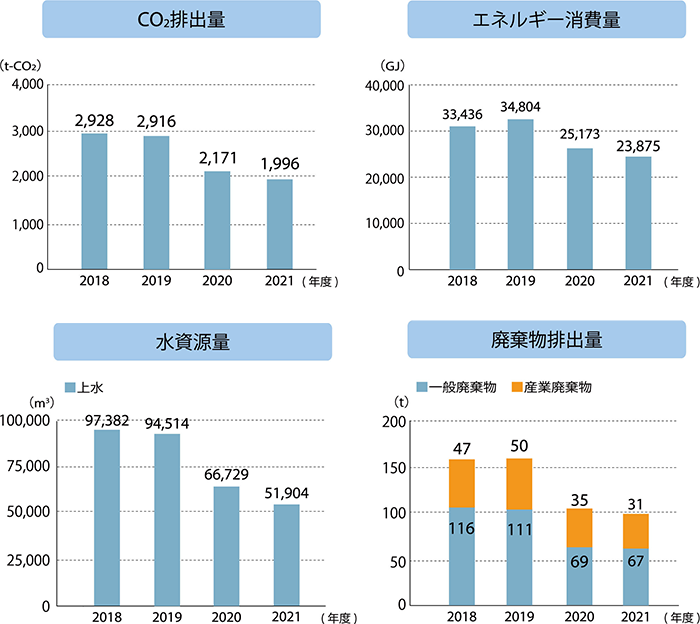 CO₂排出量
(t-CO₂)
4,000
3,000
2,000
1,000
0
2,928
2,916
2,171
1,996
2018 2019 2020 2021 (年度)
エネルギー消費量
(GJ)
40,000
30,000
20,000
10,000
0
33,436
34,804
25,173
23,875
2018 2019 2020 2021 (年度)
水資源量
上水
(m³)
100,000
75,000
50,000
25,000
0
97,382
94,514
66,729
51,904
2018 2019 2020 2021 (年度)
廃棄物排出量
一般廃棄物 産業廃棄物
(t)
200
150
100
50
0
47 50 35 31
116 111 69 67
2018 2019 2020 2021 (年度)